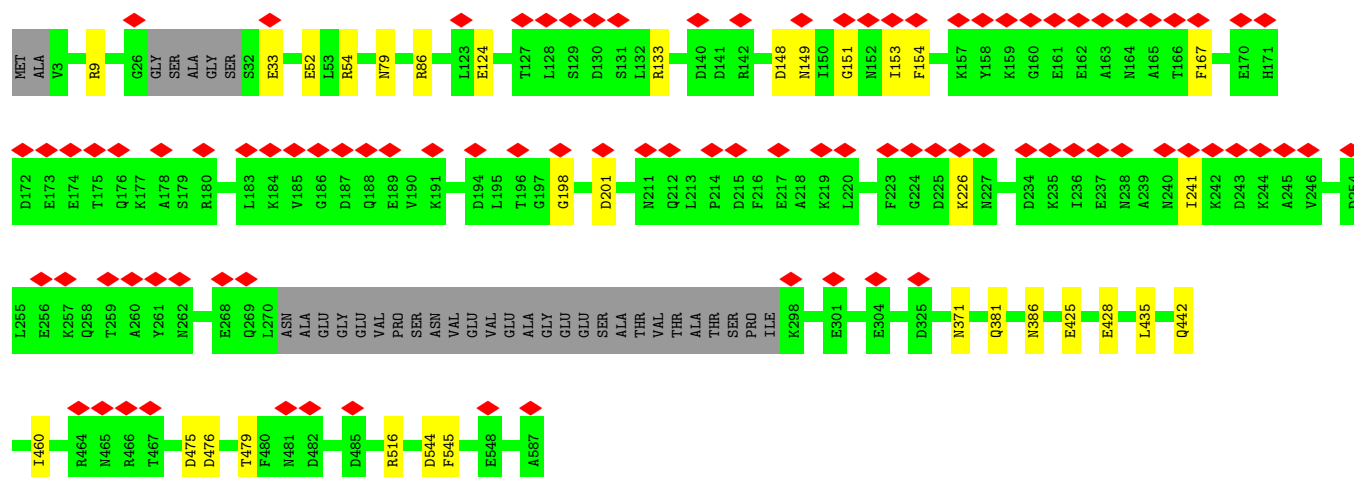 MET ALA V3 R9 G26 GLY SER ALA GLY SER S32 E33 E52 L53 R54 N79 R86 L123 E124 T127 L128 S129 D130 S131 L132 R133 D140 D141 R142 D148 N149 I150 G151 N152 I153 F154 K157 Y158 K159 G160 E161 E162 A163 N164 A165 T166 F167 E170 H171
D172 E173 E174 T175 Q176 K177 A178 S179 R180 L183 K184 V185 G186 D187 Q188 E189 V190 K191 D194 L195 T196 G197 G198 D201 N211 Q212 L213 P214 D215 F216 E217 A218 K219 L220 F223 G224 D225 K226 N227 D234 K235 I236 E237 N238 A239 N240 I241 K242 D243 K244 A245 V246 D254
L255 E256 K257 Q258 T259 A260 Y261 N262 E268 Q269 L270 ASN ALA GLU GLY GLU VAL PRO SER ASN VAL GLU VAL GLU ALA GLY GLU GLU SER ALA THR VAL THR ALA THR SER PRO ILE K298 E301 E304 D325 N371 Q381 N386 E425 E428 L435 Q442
I460 R464 N465 R466 T467 D475 D476 T479 F480 N481 D482 D485 R516 D544 F545 E548 A587